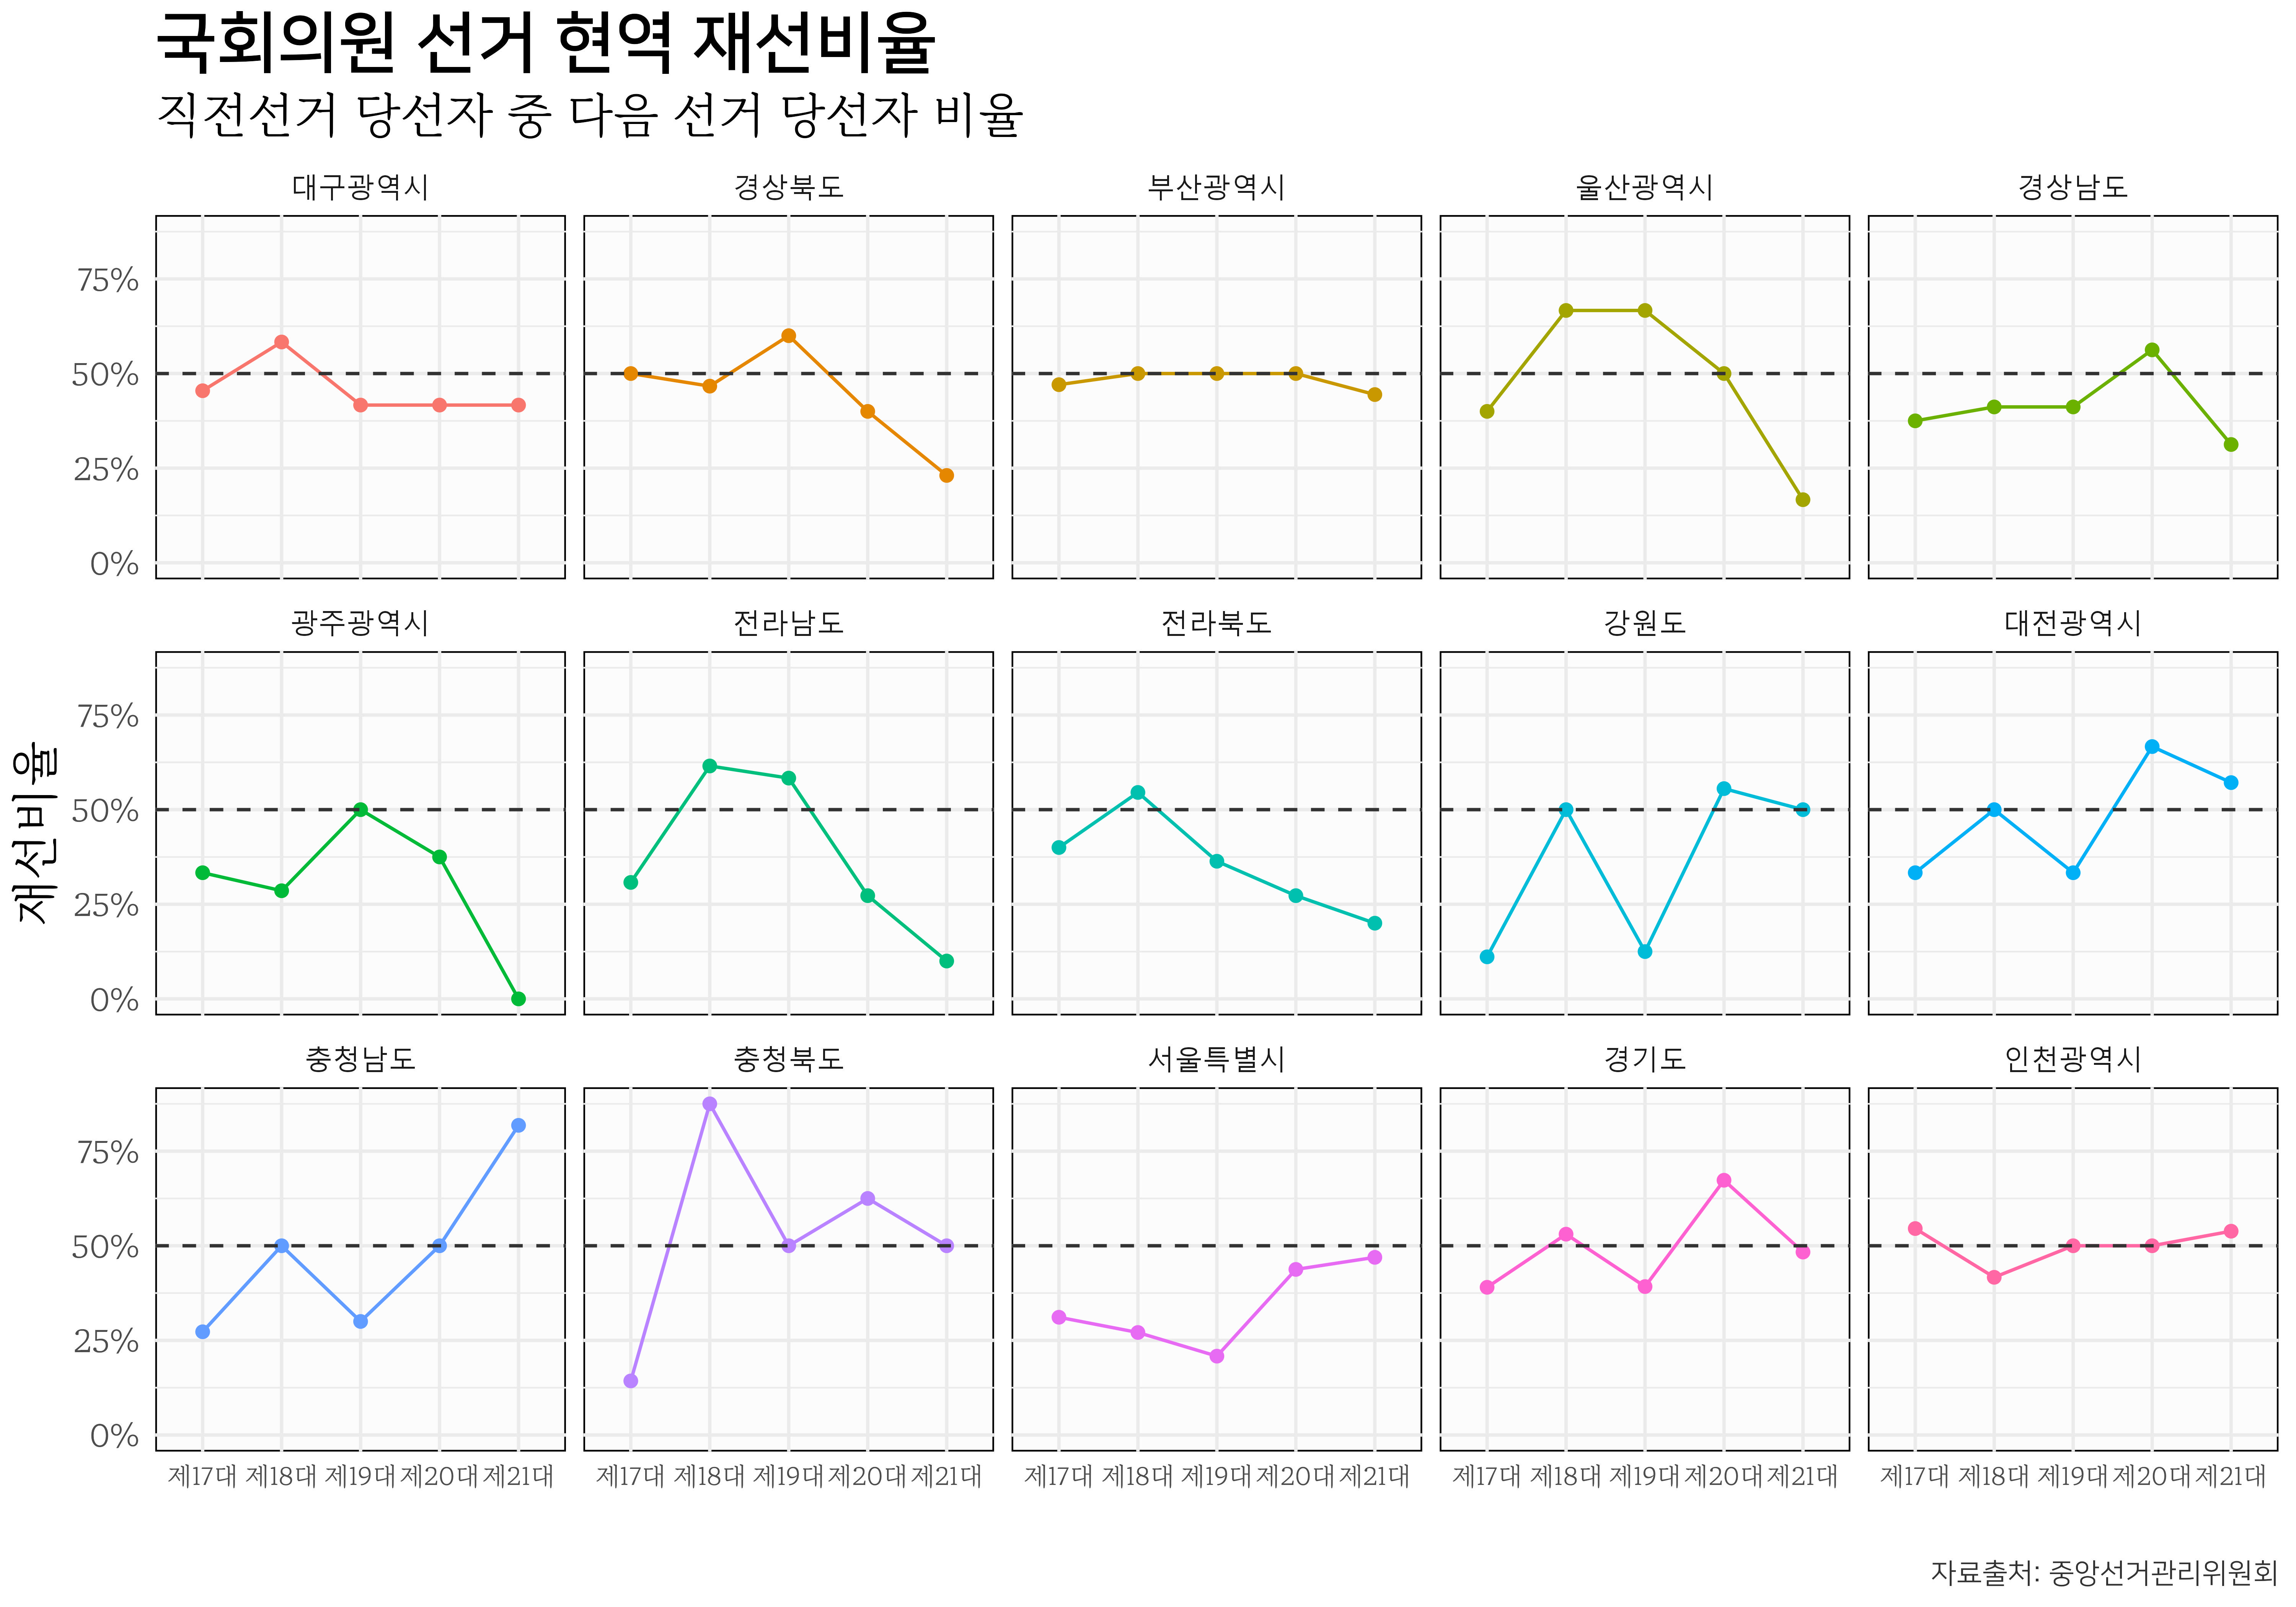 국회의원 선거 현역 재선비율
직전선거 당선자 중 다음 선거 당선자 비율
대구광역시 경상북도 부산광역시 울산광역시 경상남도
75%
50%
25%
0%
광주광역시 전라남도 전라북도 강원도 대전광역시
재선비율
75%
50%
25%
0%
충청남도 충청북도 서울특별시 경기도 인천광역시
75%
50%
25%
0%
제17대 제18대 제19대 제20대 제21대 제17대 제18대 제19대 제20대 제21대 제17대 제18대 제19대 제20대 제21대 제17대 제18대 제19대 제20대 제21대 제17대 제18대 제19대 제20대 제21대
자료출처: 중앙선거관리위원회